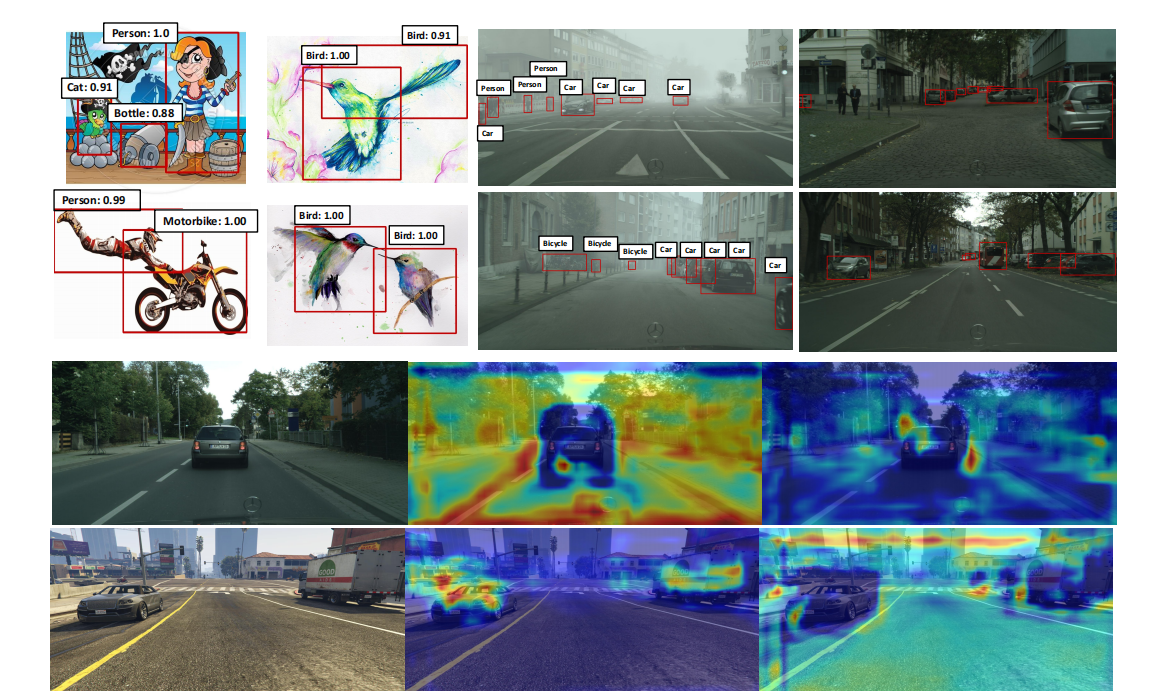 Person: 1.0
Cat: 0.91
Bottle: 0.88
Bird: 0.91
Bird: 1.00
Person
Person
Person
Car
Car
Car
Car
Car
Person: 0.99
Motorbike: 1.00
Bird: 1.00
Bird: 1.00
Bicycle
Bicycle
Bicycle
Car
Car
Car
Car
Car
GOOD
GOOD